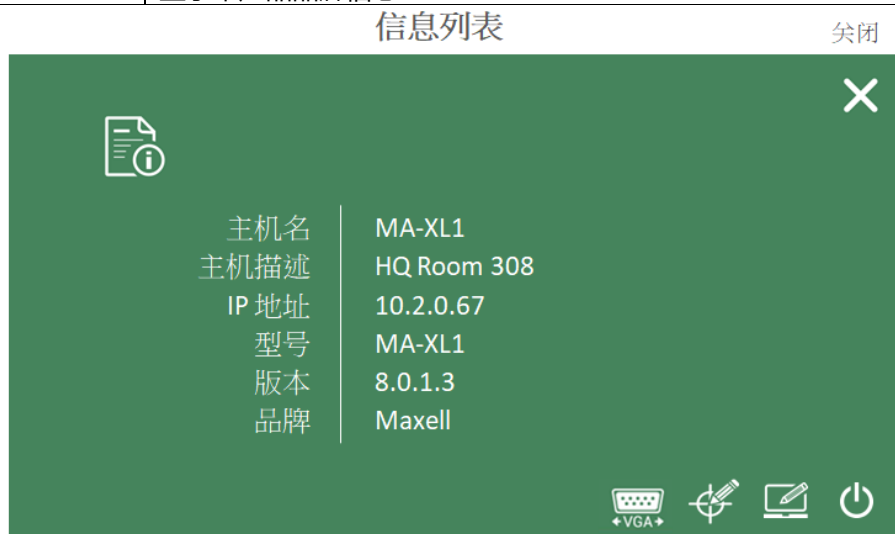 信息列表
关闭
主机名 MA-XL1
主机描述 HQ Room 308
IP 地址 10.2.0.67
型号 MA-XL1
版本 8.0.1.3
品牌 Maxell
VGA